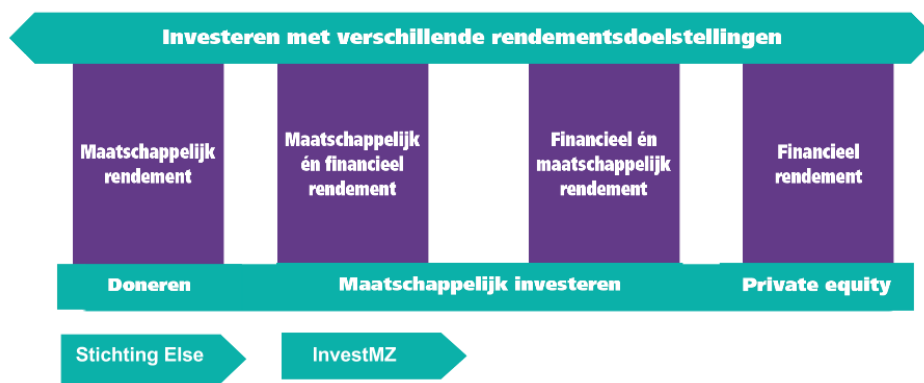 Investeren met verschillende rendementsdoelstellingen
Maatschappelijk
rendement
Maatschappelijk
én financieel
rendement
Financieel én
maatschappelijk
rendement
Financieel
rendement
Doneren
Maatschappelijk investeren
Private equity
Stichting Else
InvestMZ